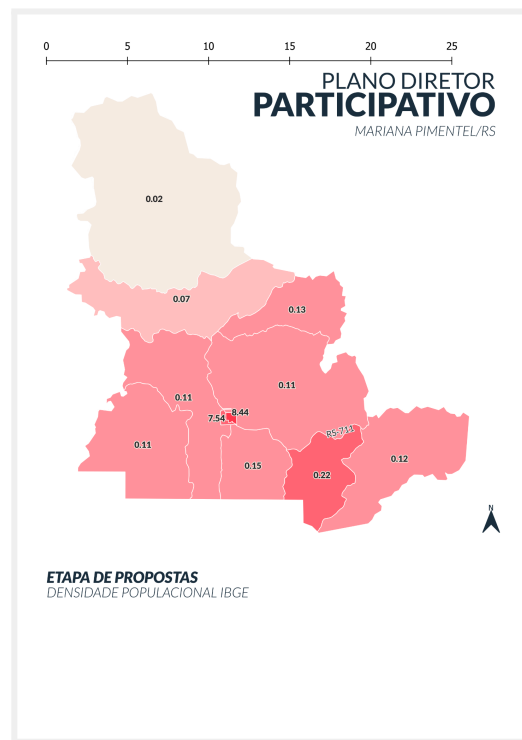 0 5 10 15 20 25
PLANO DIRETOR
PARTICIPATIVO
MARIANA PIMENTEL/RS
0.02
0.07
0.13
0.11
0.11
7.54 8.44
RS-711
0.11
0.15
0.22
0.12
N
ETAPA DE PROPOSTAS
DENSIDADE POPULACIONAL IBGE